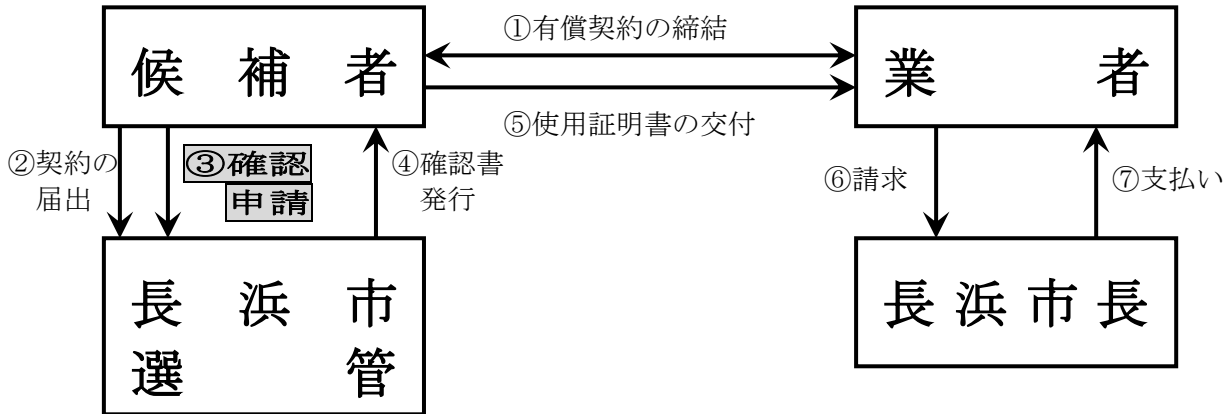 ①有償契約の締結
候補者
業者
⑤使用証明書の交付
②契約の
届出
③確認
申請
④確認書
発行
⑥請求
⑦支払い
長浜市
選管
長浜市長